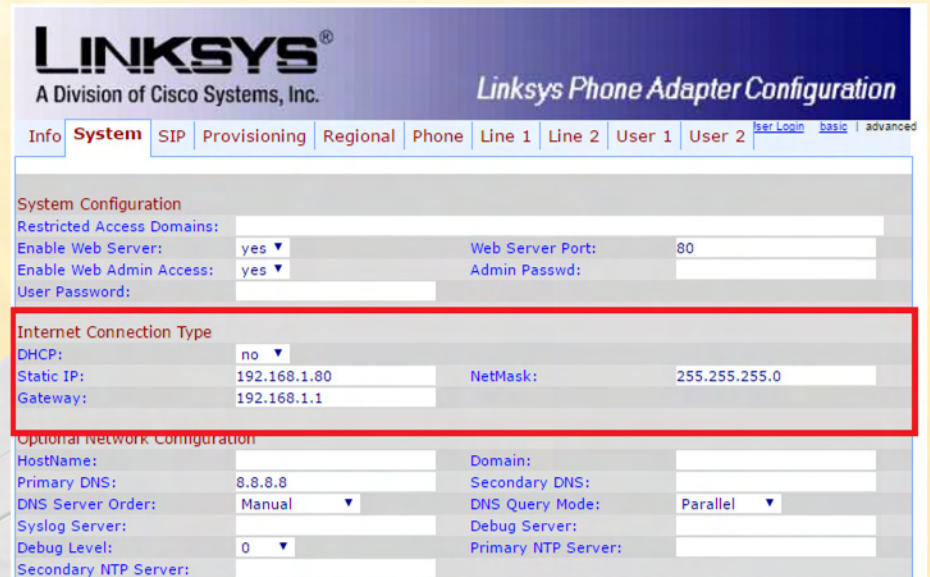 LINKSYS®
A Division of Cisco Systems, Inc.
Linksys Phone Adapter Configuration
Info System SIP Provisioning Regional Phone Line 1 Line 2 User 1 User 2 User Login basic | advanced
System Configuration
Restricted Access Domains:
Enable Web Server: yes Web Server Port: 80
Enable Web Admin Access: yes Admin Passwd:
User Password:
Internet Connection Type
DHCP: no
Static IP: 192.168.1.80 NetMask: 255.255.255.0
Gateway: 192.168.1.1
Optional Network Configuration
HostName: Domain:
Primary DNS: 8.8.8.8 Secondary DNS:
DNS Server Order: Manual DNS Query Mode: Parallel
Syslog Server: Debug Server:
Debug Level: 0 Primary NTP Server:
Secondary NTP Server: